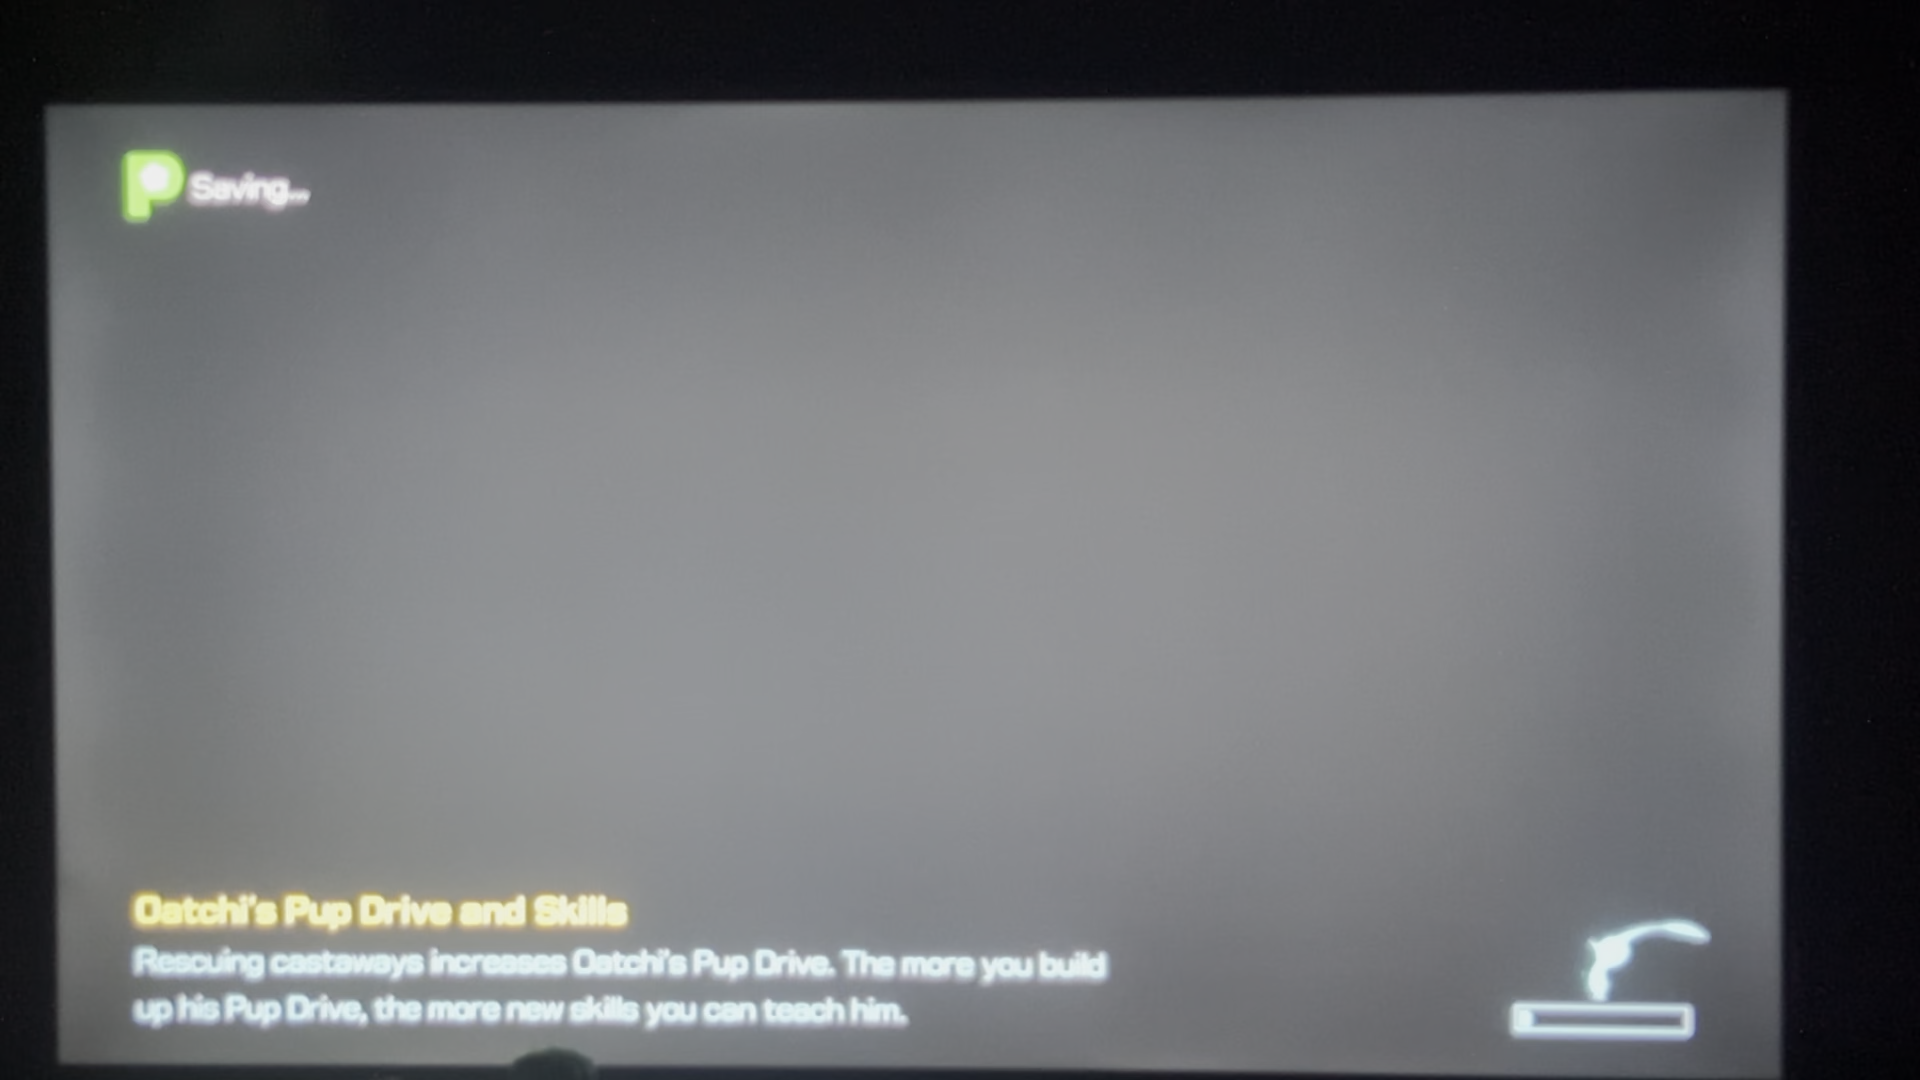 P Saving...
Oatchi's Pup Drive and Skills
Rescuing castaways increases Oatchi's Pup Drive. The more you build
up his Pup Drive, the more new skills you can teach him.